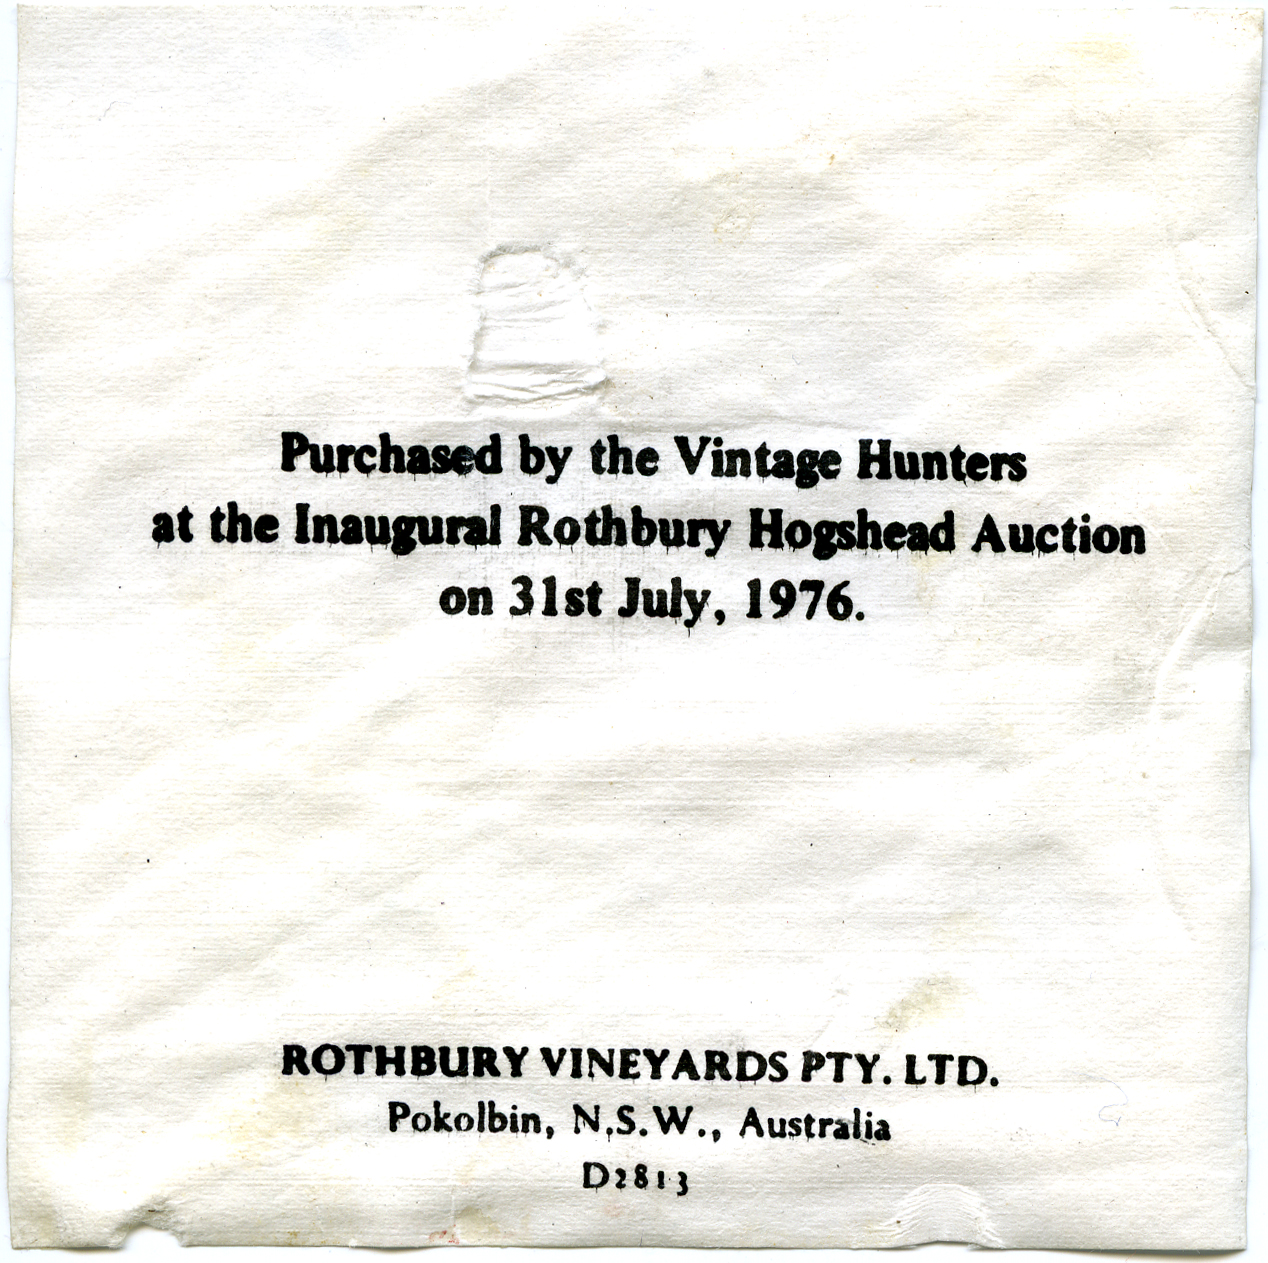 Purchased by the Vintage Hunters
at the Inaugural Rothbury Hogshead Auction
on 31st July, 1976.
ROTHBURY VINEYARDS PTY. LTD.
Pokolbin, N.S.W., Australia
D2813